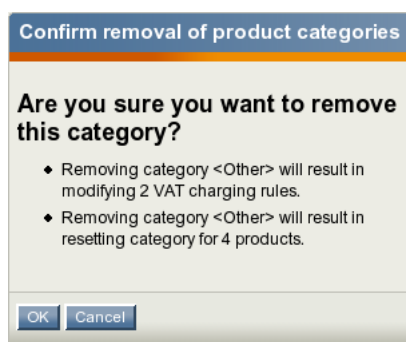 Confirm removal of product categories
Are you sure you want to remove
this category?
Removing category <Other> will result in
modifying 2 VAT charging rules.
Removing category <Other> will result in
resetting category for 4 products.
OK Cancel